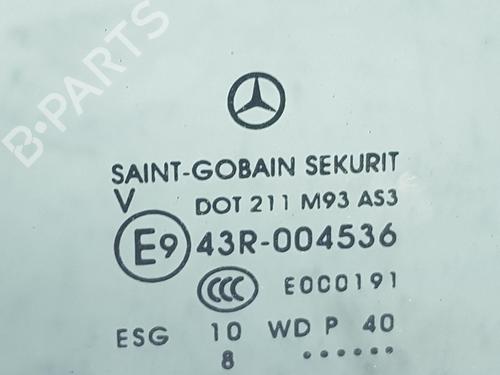 B-PARTS
SAINT-GOBAIN SEKURIT
V DOT 211 M93 AS3
E9 43R-004536
CCC E000191
ESG 10 WD P 40
8 ......